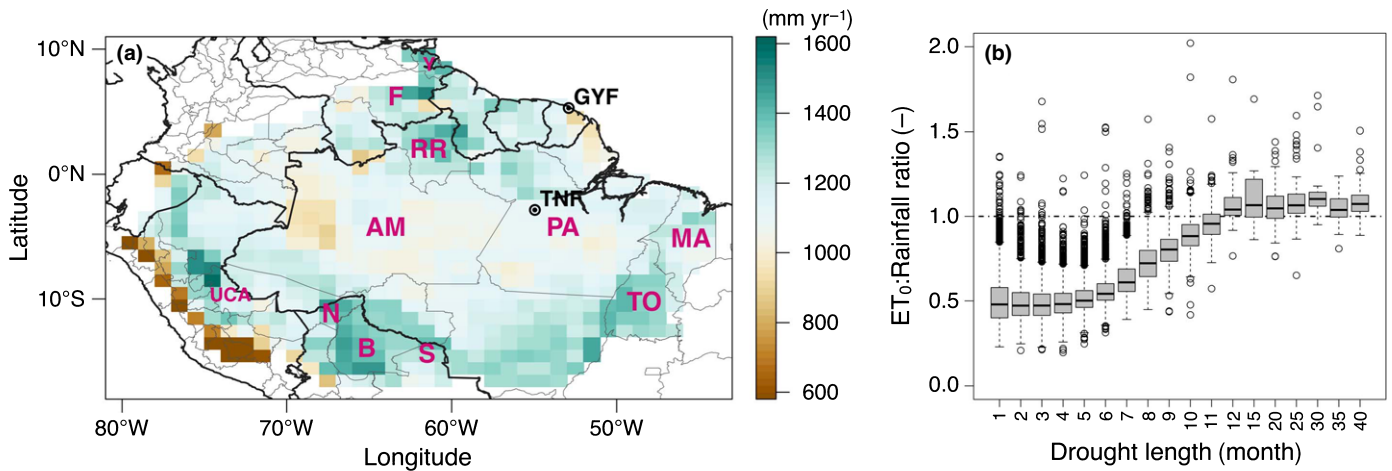 (mm yr⁻¹)
10°N
(a)
Y
F
GYF
RR
0°N
TNF
AM
PA
MA
UCA
10°S
N
TO
B
S
80°W
70°W
60°W
50°W
Latitude
Longitude
1600
1400
1200
1000
800
600
(b)
2.0
1.5
1.0
0.5
0.0
ET₀:Rainfall ratio (−)
1 2 3 4 5 6 7 8 9 10 11 12 15 20 25 30 35 40
Drought length (month)